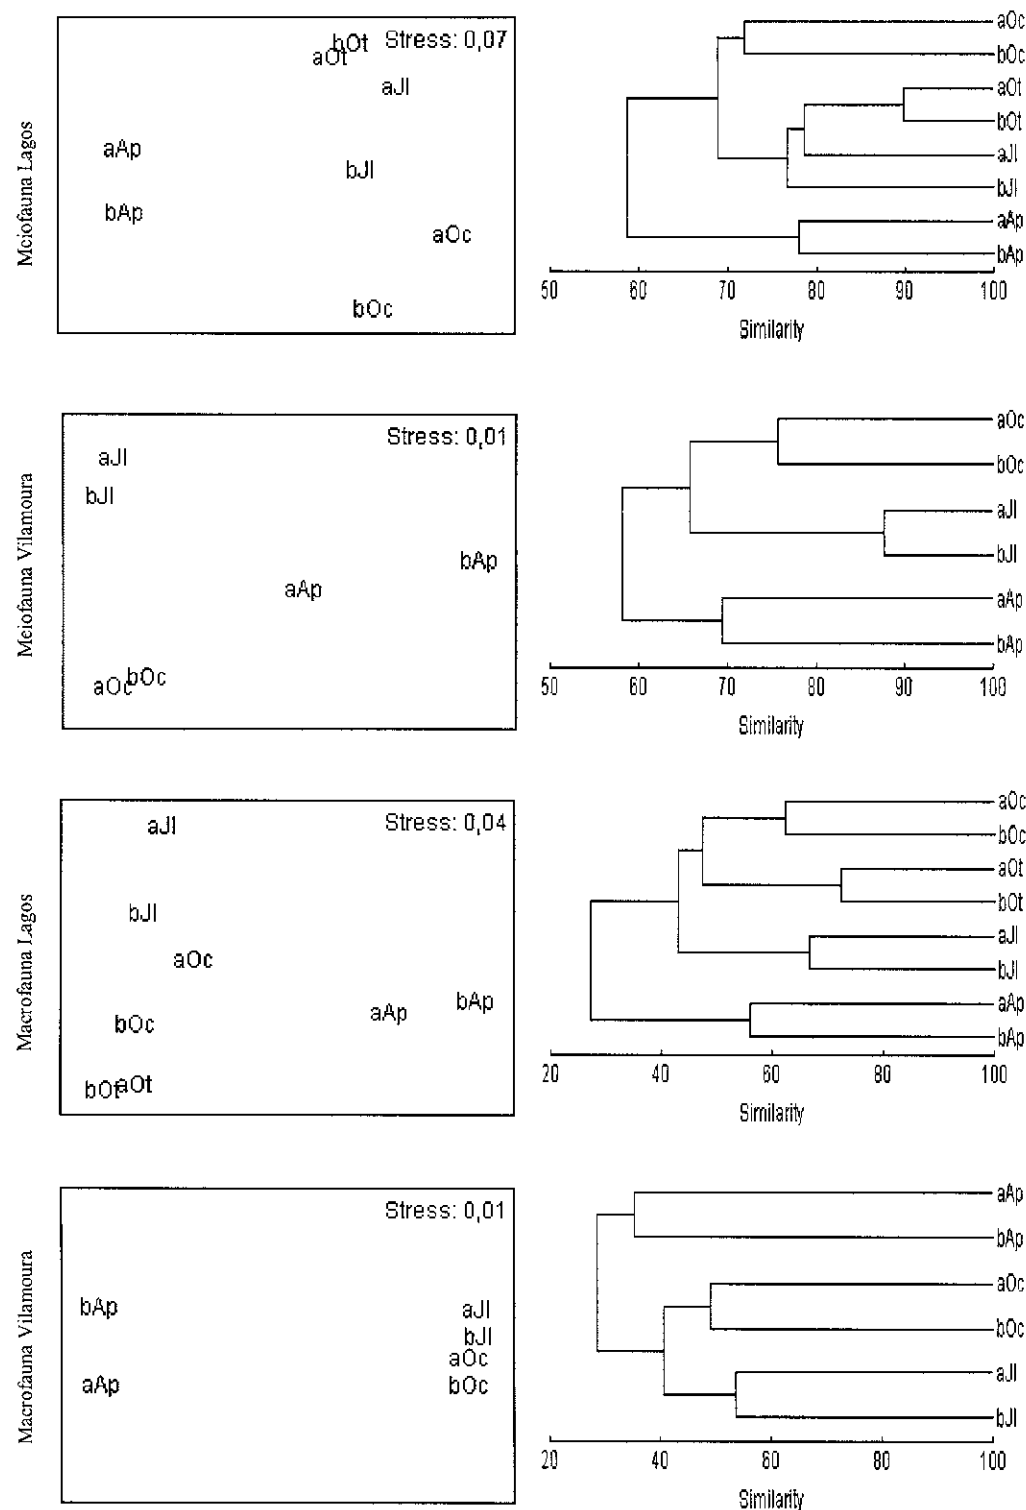 Meiofauna Lagos
Stress: 0,07
bOt
aOt
aJl
aAp
bJl
bAp
aOc
bOc
aOc
bOc
aOt
bOt
aJl
bJl
aAp
bAp
50 60 70 80 90 100
Similarity
Meiofauna Vilamoura
Stress: 0,01
aJl
bJl
bAp
aAp
bOc
aOc
aOc
bOc
aJl
bJl
aAp
bAp
50 60 70 80 90 100
Similarity
Macrofauna Lagos
Stress: 0,04
aJl
bJl
aOc
bAp
aAp
bOc
aOt
bOt
aOc
bOc
aOt
bOt
aJl
bJl
aAp
bAp
20 40 60 80 100
Similarity
Macrofauna Vilamoura
Stress: 0,01
bAp
aJl
bJl
aOc
aAp
bOc
aAp
bAp
aOc
bOc
aJl
bJl
20 40 60 80 100
Similarity